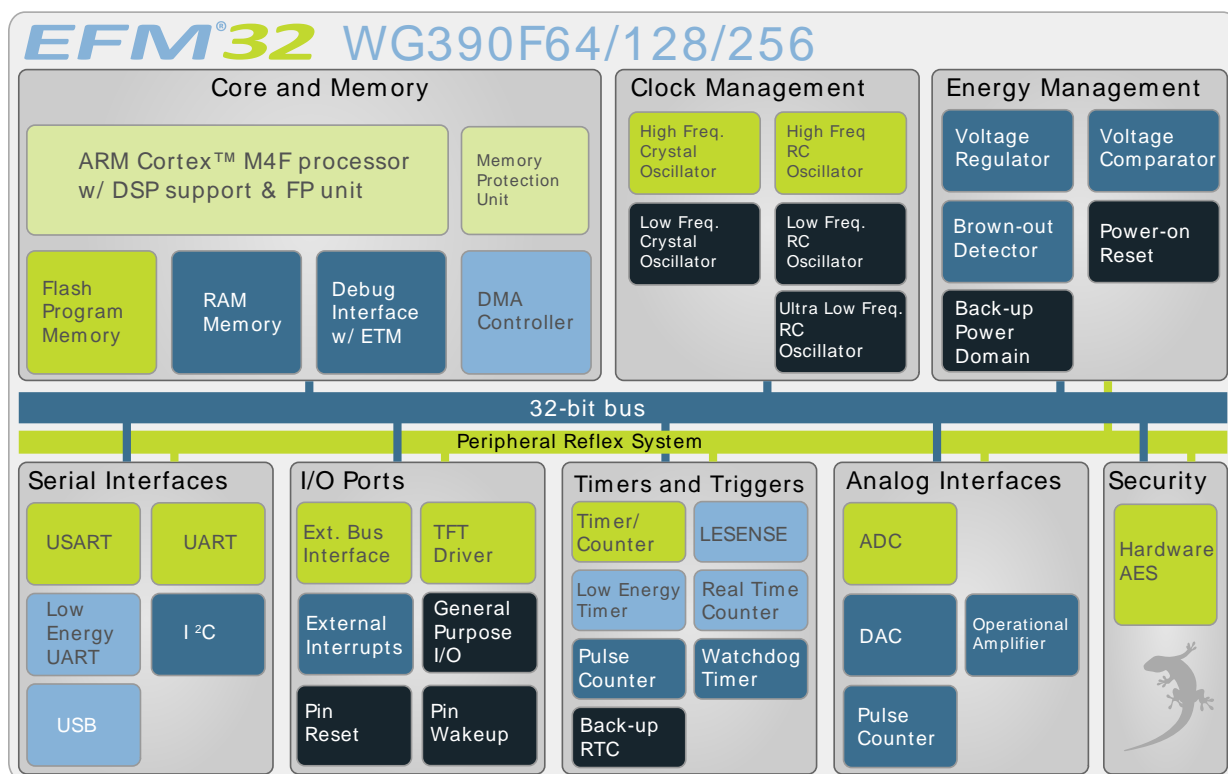 EFM®32 WG390F64/128/256
Core and Memory
ARM Cortex™ M4F processor
w/ DSP support & FP unit
Memory
Protection
Unit
Flash
Program
Memory
RAM
Memory
Debug
Interface
w/ ETM
DMA
Controller
Clock Management
High Freq.
Crystal
Oscillator
High Freq
RC
Oscillator
Low Freq.
Crystal
Oscillator
Low Freq.
RC
Oscillator
Ultra Low Freq.
RC
Oscillator
Energy Management
Voltage
Regulator
Voltage
Comparator
Brown-out
Detector
Power-on
Reset
Back-up
Power
Domain
32-bit bus
Peripheral Reflex System
Serial Interfaces
USART
UART
Low
Energy
UART
I²C
USB
I/O Ports
Ext. Bus
Interface
TFT
Driver
External
Interrupts
General
Purpose
I/O
Pin
Reset
Pin
Wakeup
Timers and Triggers
Timer/
Counter
LESENSE
Low Energy
Timer
Real Time
Counter
Pulse
Counter
Watchdog
Timer
Back-up
RTC
Analog Interfaces
ADC
DAC
Operational
Amplifier
Pulse
Counter
Security
Hardware
AES